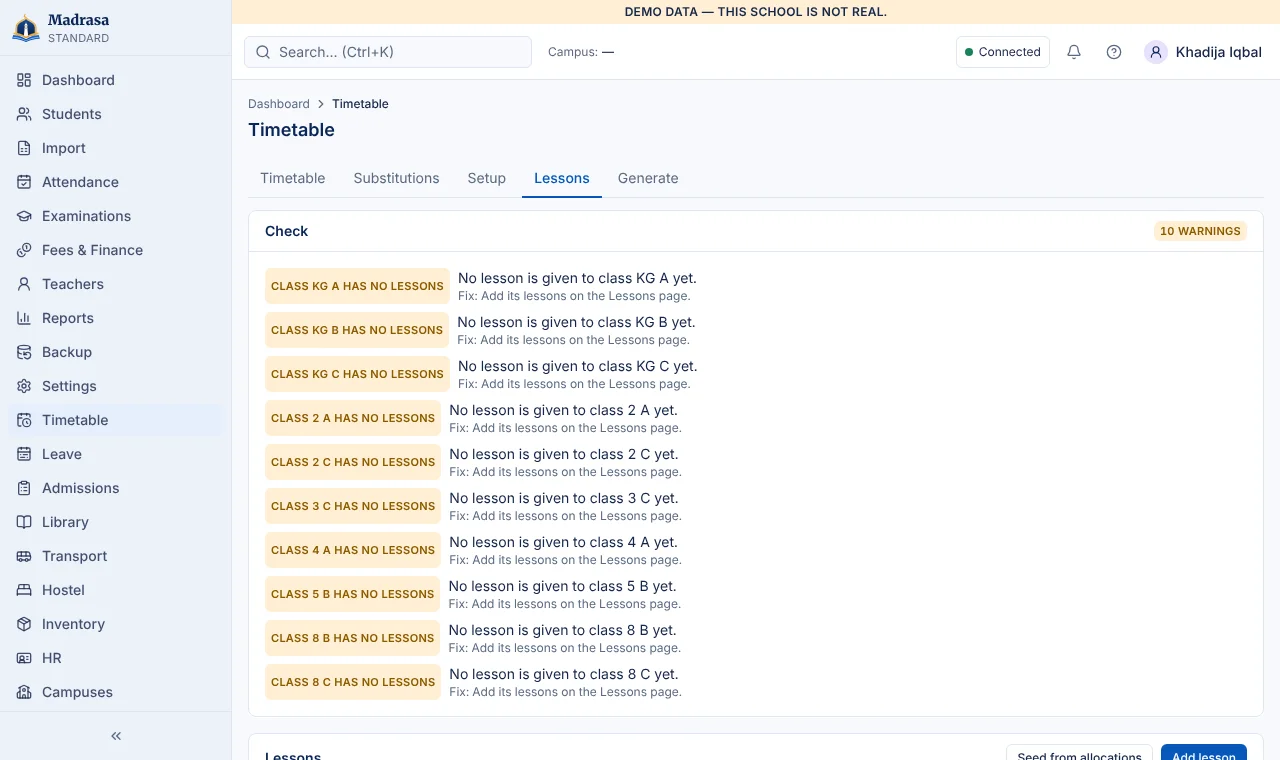 DEMO DATA — THIS SCHOOL IS NOT REAL.
Madrasa
STANDARD
Search... (Ctrl+K)
Campus: —
Connected
Khadija Iqbal
Dashboard
Students
Import
Attendance
Examinations
Fees & Finance
Teachers
Reports
Backup
Settings
Timetable
Leave
Admissions
Library
Transport
Hostel
Inventory
HR
Campuses
Dashboard > Timetable
Timetable
Timetable Substitutions Setup Lessons Generate
Check
10 WARNINGS
CLASS KG A HAS NO LESSONS
No lesson is given to class KG A yet.
Fix: Add its lessons on the Lessons page.
CLASS KG B HAS NO LESSONS
No lesson is given to class KG B yet.
Fix: Add its lessons on the Lessons page.
CLASS KG C HAS NO LESSONS
No lesson is given to class KG C yet.
Fix: Add its lessons on the Lessons page.
CLASS 2 A HAS NO LESSONS
No lesson is given to class 2 A yet.
Fix: Add its lessons on the Lessons page.
CLASS 2 C HAS NO LESSONS
No lesson is given to class 2 C yet.
Fix: Add its lessons on the Lessons page.
CLASS 3 C HAS NO LESSONS
No lesson is given to class 3 C yet.
Fix: Add its lessons on the Lessons page.
CLASS 4 A HAS NO LESSONS
No lesson is given to class 4 A yet.
Fix: Add its lessons on the Lessons page.
CLASS 5 B HAS NO LESSONS
No lesson is given to class 5 B yet.
Fix: Add its lessons on the Lessons page.
CLASS 8 B HAS NO LESSONS
No lesson is given to class 8 B yet.
Fix: Add its lessons on the Lessons page.
CLASS 8 C HAS NO LESSONS
No lesson is given to class 8 C yet.
Fix: Add its lessons on the Lessons page.
Lessons
Seed from allocations
Add lesson